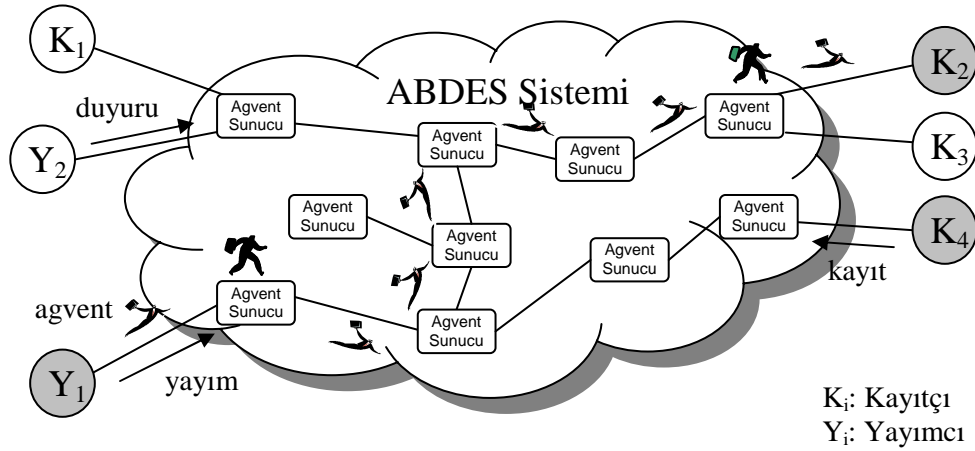 K1
K2
ABDES Sistemi
duyuru
Agvent
Sunucu
Agvent
Sunucu
Agvent
Sunucu
Agvent
Sunucu
Y2
K3
Agvent
Sunucu
Agvent
Sunucu
Agvent
Sunucu
Agvent
Sunucu
K4
kayıt
agvent
Agvent
Sunucu
Agvent
Sunucu
Y1
yayım
Ki: Kayıtçı
Yi: Yayımcı